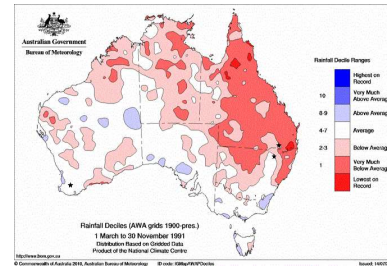 Australian Government
Bureau of Meteorology
Rainfall Decile Ranges
Highest on
Record
10
Very Much
Above Average
8-9
Above Average
4-7
Average
2-3
Below Average
1
Very Much
Below Average
Lowest on
Record
Rainfall Deciles (AWA grids 1900-pres.)
1 March to 30 November 1991
Distribution Based on Gridded Data
Product of the National Climate Centre
http://www.bom.gov.au
© Commonwealth of Australia 2010, Australian Bureau of Meteorology